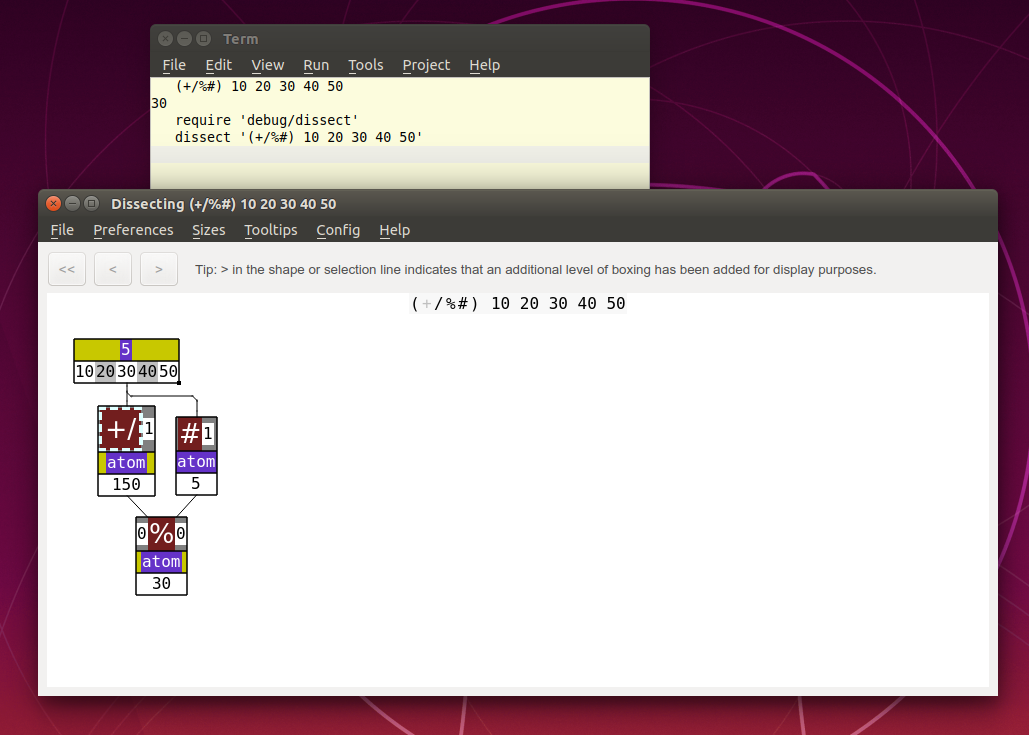 Term
File Edit View Run Tools Project Help
(+/%#) 10 20 30 40 50
30
require 'debug/dissect'
dissect '(+/%#) 10 20 30 40 50'
Dissecting (+/%#) 10 20 30 40 50
File Preferences Sizes Tooltips Config Help
<< < > Tip: > in the shape or selection line indicates that an additional level of boxing has been added for display purposes.
(+/%#) 10 20 30 40 50
5
10 20 30 40 50
+/ 1 # 1
atom atom
150 5
0 % 0
atom
30